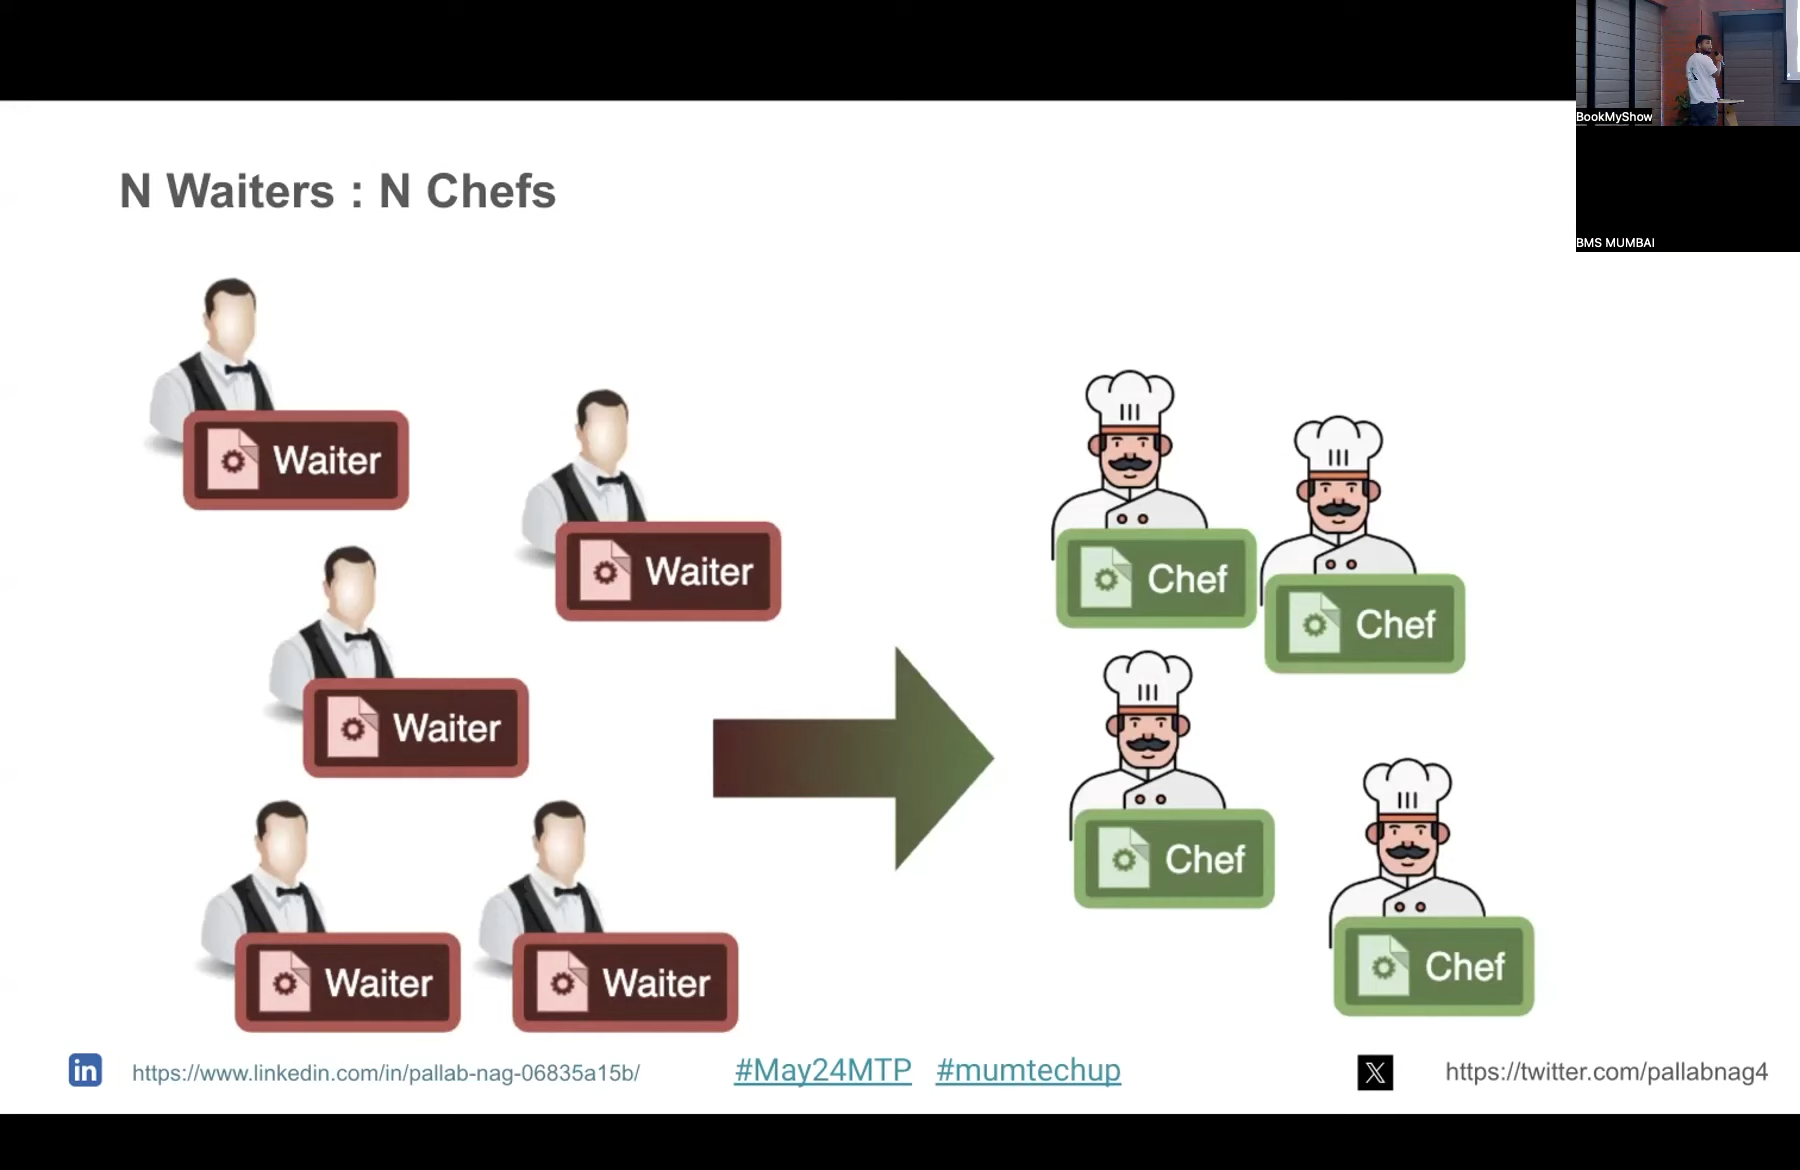 BookMyShow
BMS MUMBAI
N Waiters : N Chefs
Waiter
Waiter
Waiter
Waiter
Waiter
Chef
Chef
Chef
Chef
in
https://www.linkedin.com/in/pallab-nag-06835a15b/
#May24MTP #mumtechup
X
https://twitter.com/pallabnag4